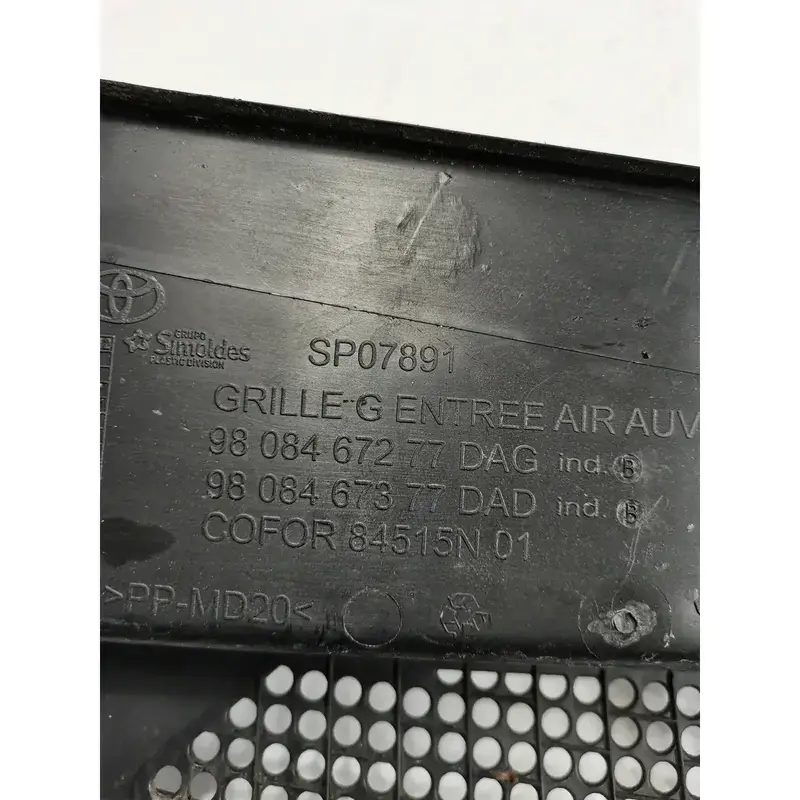 GRUPO
Simoldes
PLASTIC DIVISION
SP07891
GRILLE G ENTREE AIR AUV
98 084 672 77 DAG ind. B
98 084 673 77 DAD ind. B
COFOR 84515N 01
>PP-MD20<